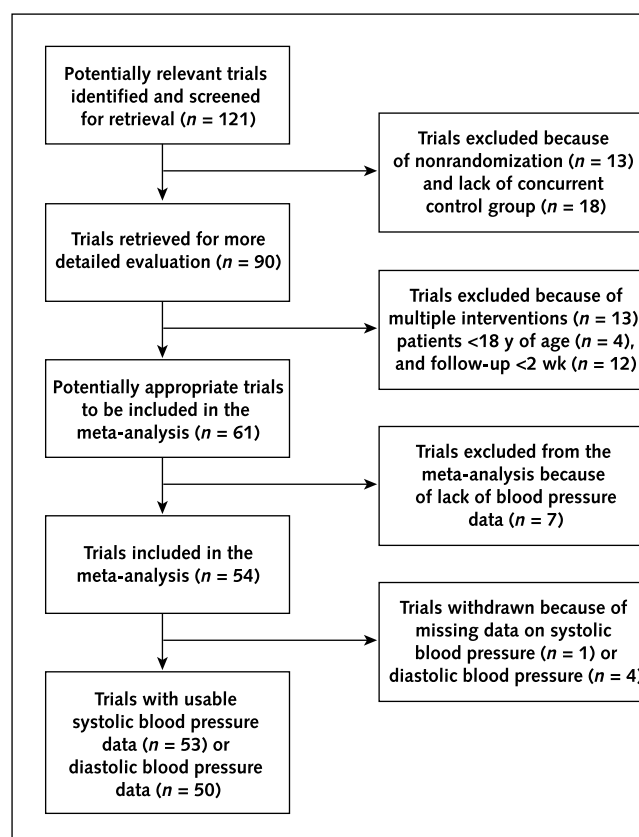 Potentially relevant trials
identified and screened
for retrieval (n = 121)
Trials excluded because
of nonrandomization (n = 13)
and lack of concurrent
control group (n = 18)
Trials retrieved for more
detailed evaluation (n = 90)
Trials excluded because of
multiple interventions (n = 13)
patients <18 y of age (n = 4),
and follow-up <2 wk (n = 12)
Potentially appropriate trials
to be included in the
meta-analysis (n = 61)
Trials excluded from the
meta-analysis because
of lack of blood pressure
data (n = 7)
Trials included in the
meta-analysis (n = 54)
Trials withdrawn because of
missing data on systolic
blood pressure (n = 1) or
diastolic blood pressure (n = 4)
Trials with usable
systolic blood pressure
data (n = 53) or
diastolic blood pressure
data (n = 50)